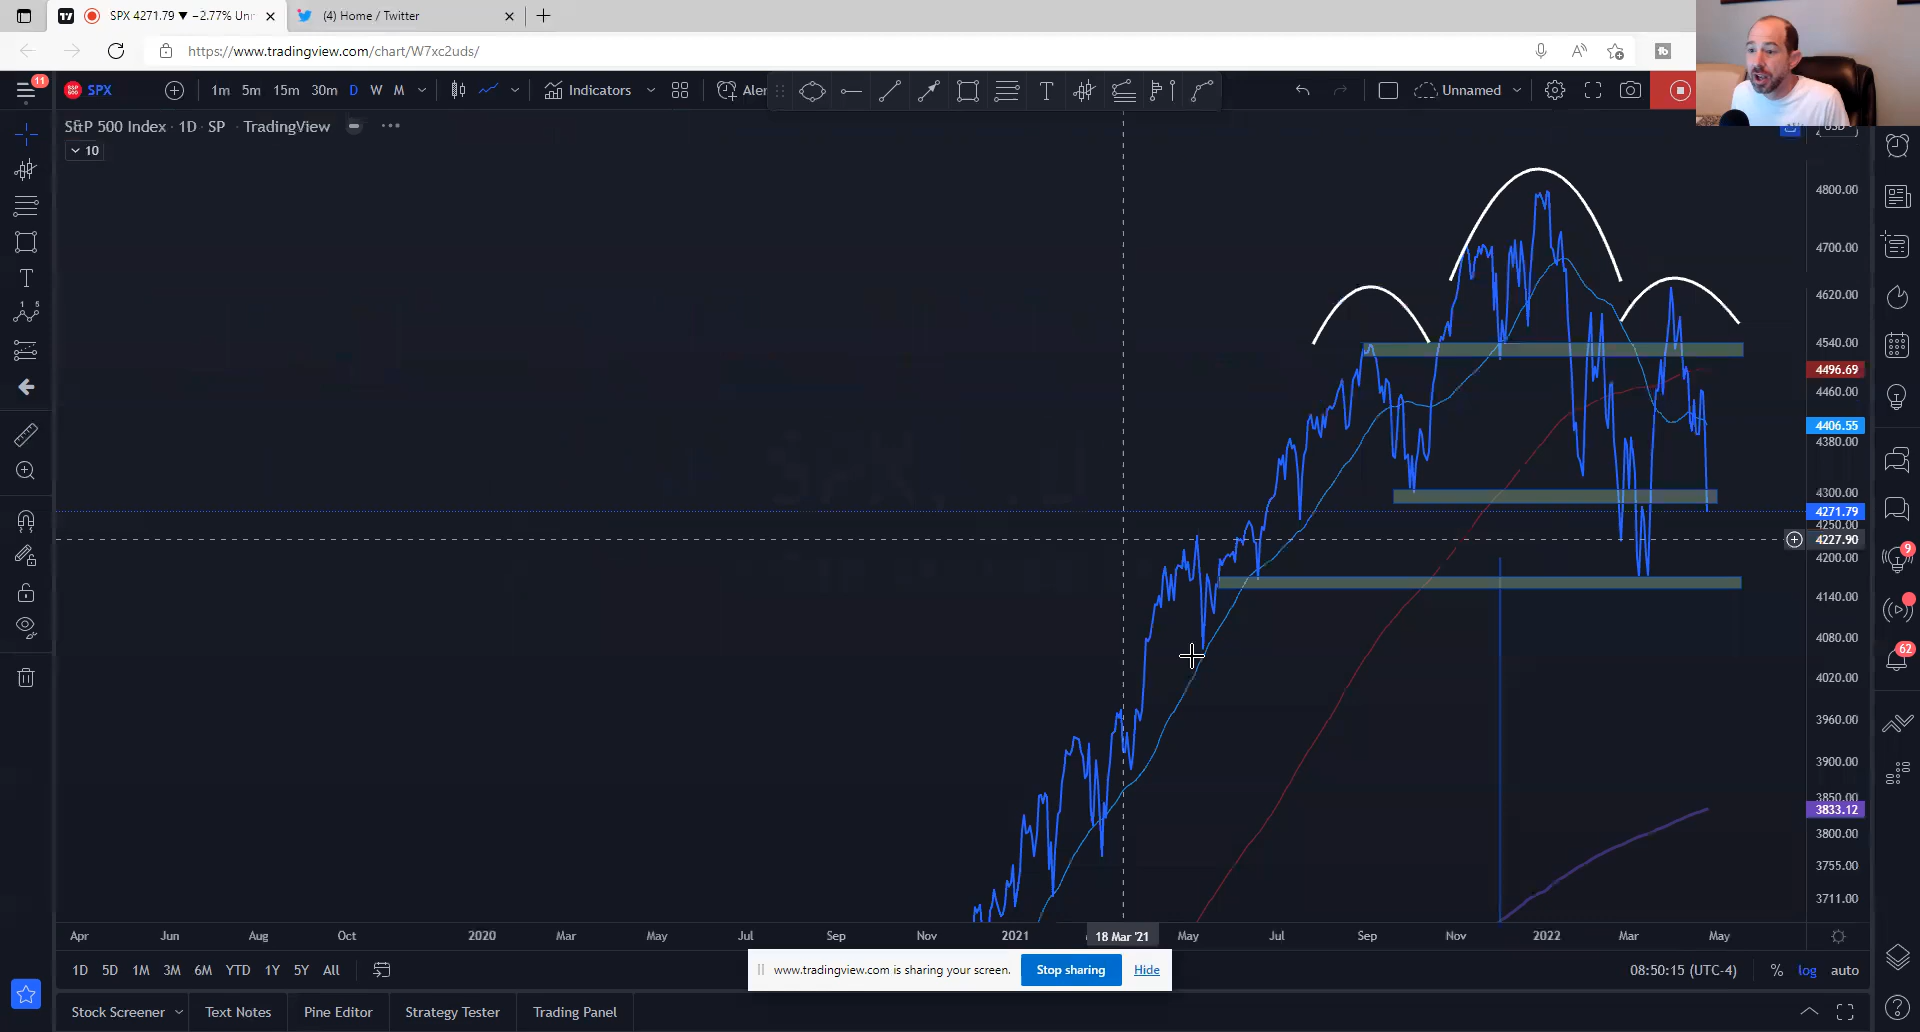 SPX 4271.79 ▼ −2.77% Un
(4) Home / Twitter
https://www.tradingview.com/chart/W7xc2uds/
11
SPX
1m 5m 15m 30m D W M
Indicators
Aler
Unnamed
S&P 500 Index · 1D · SP · TradingView
10
USD
4800.00
4700.00
4620.00
4540.00
4496.69
4460.00
4406.55
4380.00
4300.00
4271.79
4250.00
4227.90
4200.00
4140.00
4080.00
4020.00
3960.00
3900.00
3850.00
3833.12
3800.00
3755.00
3711.00
9
62
Apr Jun Aug Oct 2020 Mar May Jul Sep Nov 2021 18 Mar '21 May Jul Sep Nov 2022 Mar May
1D 5D 1M 3M 6M YTD 1Y 5Y All
www.tradingview.com is sharing your screen. Stop sharing Hide
08:50:15 (UTC-4) % log auto
Stock Screener Text Notes Pine Editor Strategy Tester Trading Panel